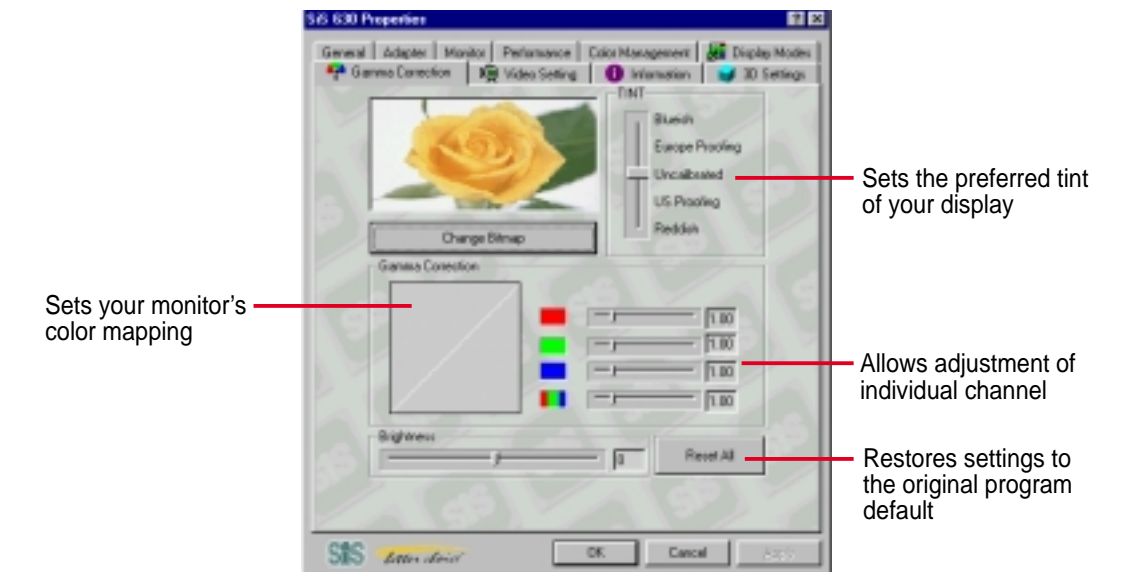 SiS 630 Properties
General Adapter Monitor Performance Color Management Display Modes
Gamma Correction Video Setting Information 3D Settings
TINT
Blueish
Europe Proofing
Uncalibrated
US Proofing
Reddish
Sets the preferred tint
of your display
Change Bitmap
Gamma Correction
Sets your monitor’s
color mapping
1.00
1.00
1.00
1.00
Allows adjustment of
individual channel
Brightness
0
Reset All
Restores settings to
the original program
default
SiS
OK Cancel Apply